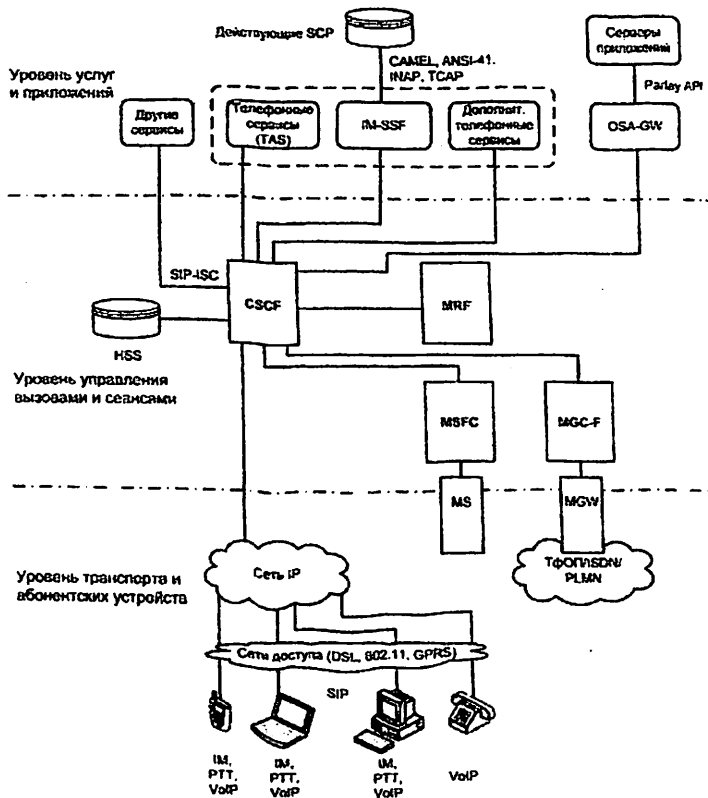 Действующие SCP
Серверы
приложений
CAMEL, ANSI-41,
INAP, TCAP
Parlay API
Уровень услуг
и приложений
Другие
сервисы
Телефонные
сервисы
(TAS)
IM-SSF
Дополнит.
телефонные
сервисы
OSA-GW
SIP-ISC
CSCF
MRF
HSS
Уровень управления
вызовами и сеансами
MSFC
MGC-F
MS
MGW
ТфОП/ISDN/
PLMN
Сеть IP
Уровень транспорта и
абонентских устройств
Сети доступа (DSL, 802.11, GPRS)
SIP
IM,
PTT,
VoIP
IM,
PTT,
VoIP
IM,
PTT,
VoIP
VoIP